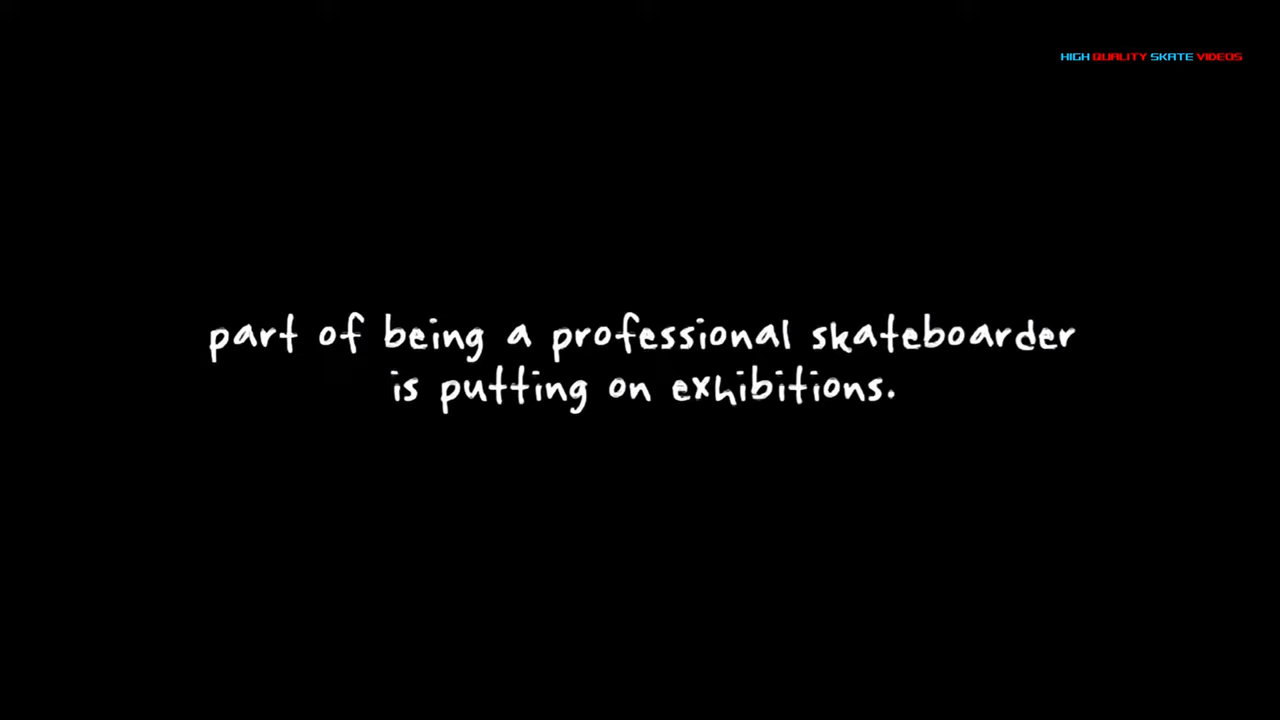 HIGH QUALITY SKATE VIDEOS
part of being a professional skateboarder
is putting on exhibitions.